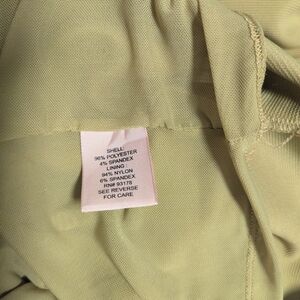 SHELL:
96% POLYESTER
4% SPANDEX
LINING :
94% NYLON
6% SPANDEX
RN# 93178
SEE REVERSE
FOR CARE